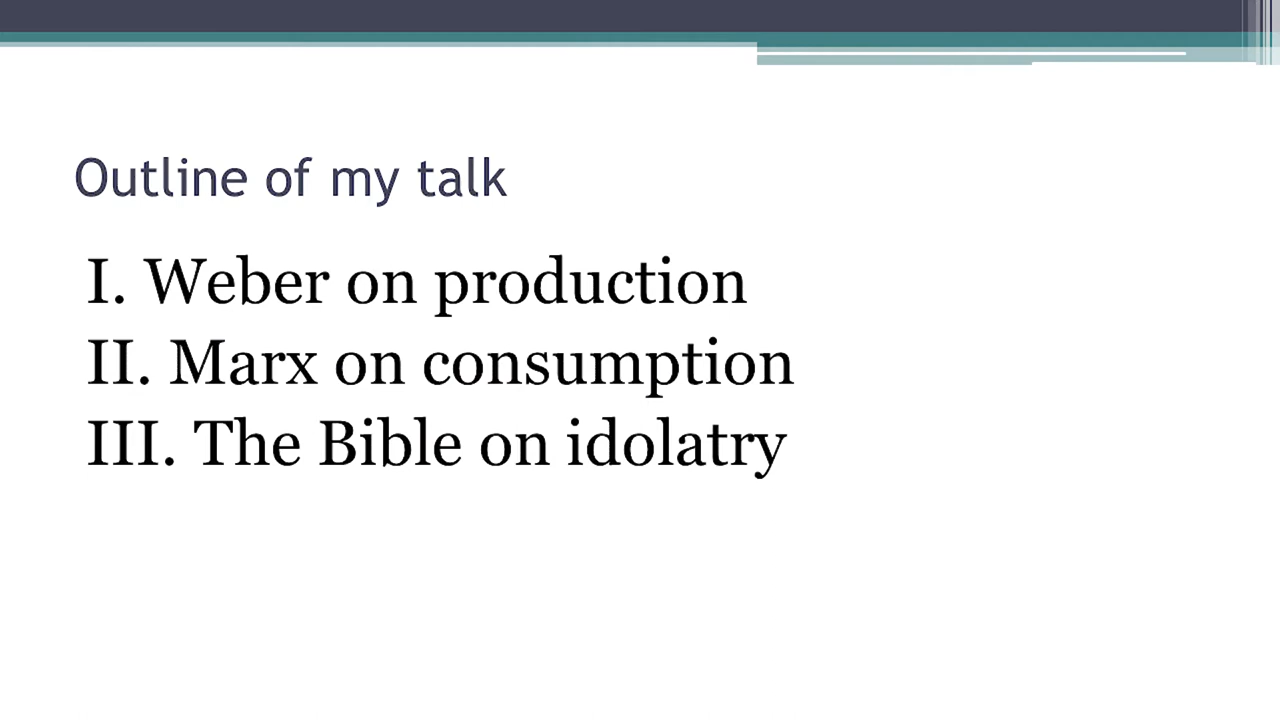 Outline of my talk
I. Weber on production
II. Marx on consumption
III. The Bible on idolatry